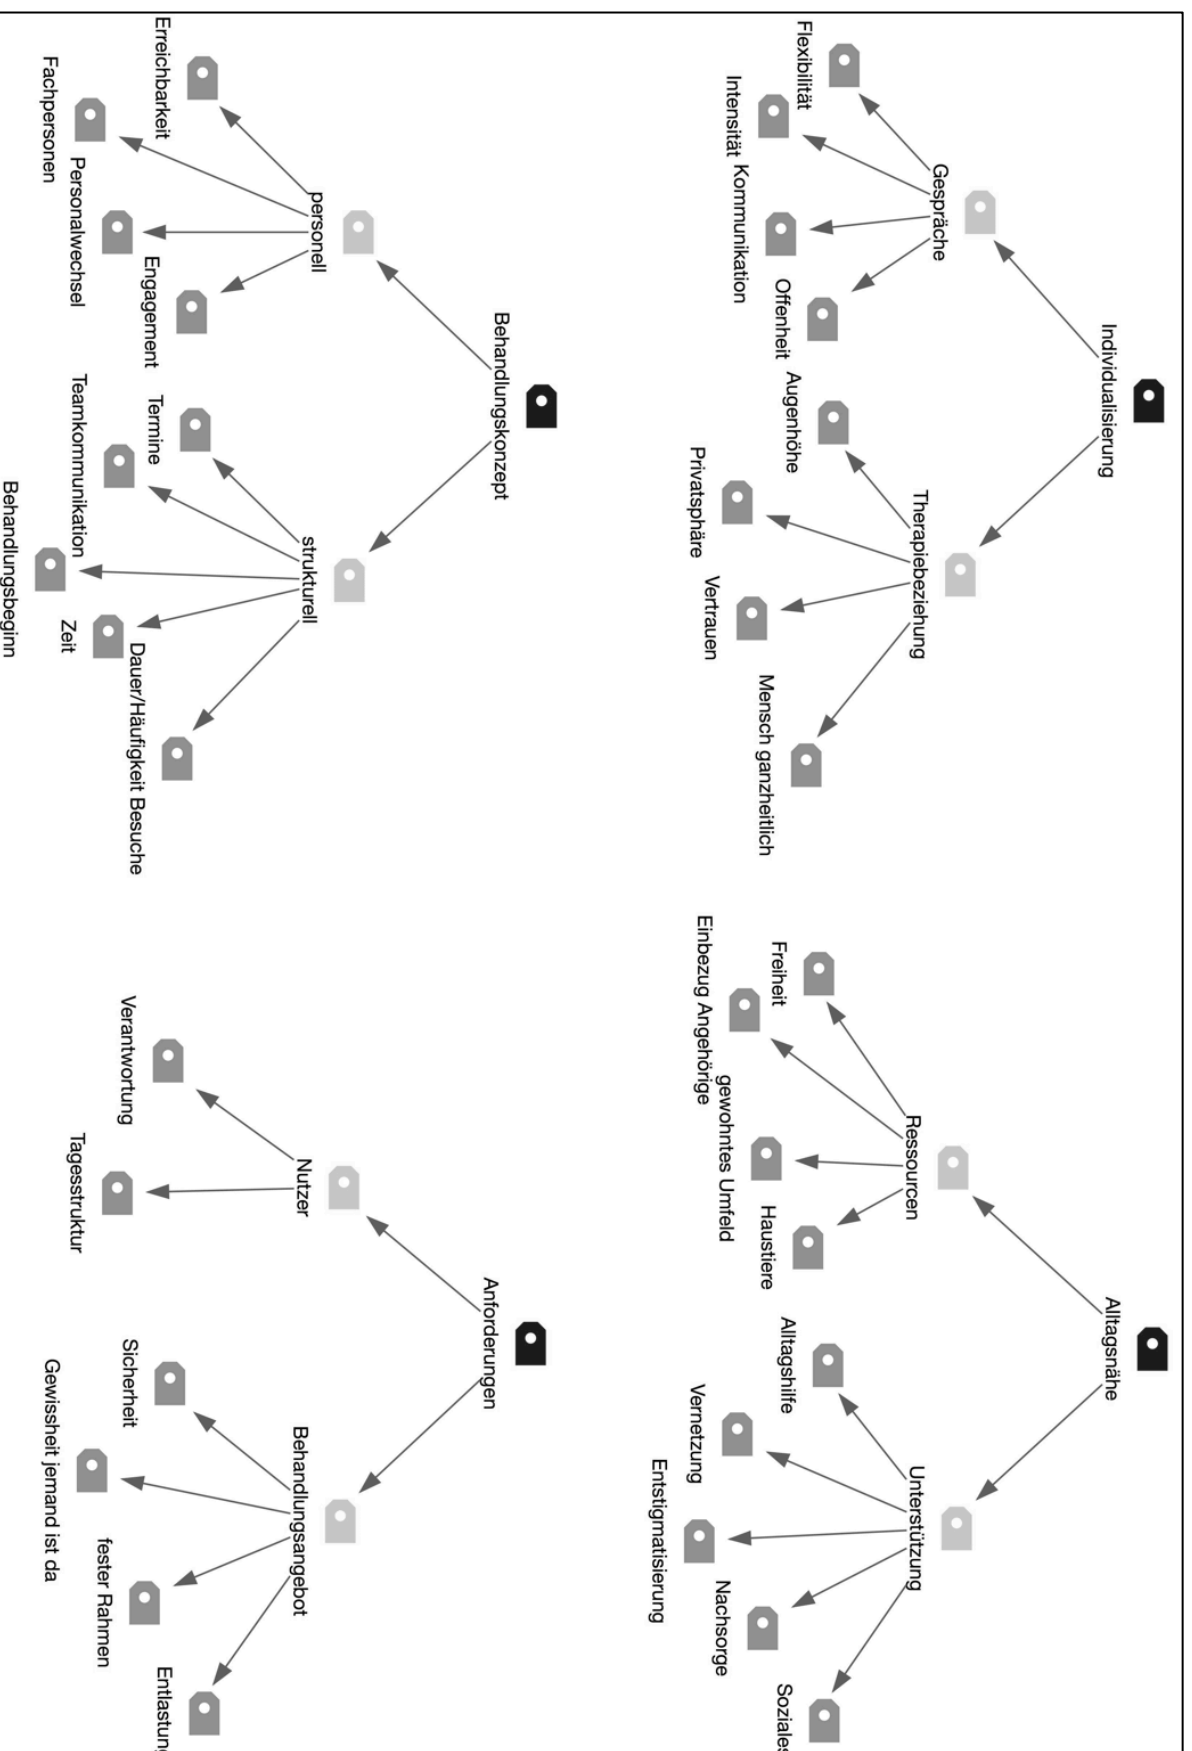 Individualisierung
Gespräche
Therapiebeziehung
Flexibilität
Intensität
Kommunikation
Offenheit
Augenhöhe
Privatsphäre
Vertrauen
Mensch ganzheitlich
Alltagsnähe
Ressourcen
Unterstützung
Freiheit
Einbezug Angehörige
gewohntes Umfeld
Haustiere
Alltagshilfe
Vernetzung
Entstigmatisierung
Nachsorge
Soziales
Behandlungskonzept
personell
strukturell
Erreichbarkeit
Fachpersonen
Personalwechsel
Engagement
Termine
Teamkommunikation
Behandlungsbeginn
Zeit
Dauer/Häufigkeit Besuche
Anforderungen
Nutzer
Behandlungsangebot
Verantwortung
Tagesstruktur
Sicherheit
Gewissheit jemand ist da
fester Rahmen
Entlastung